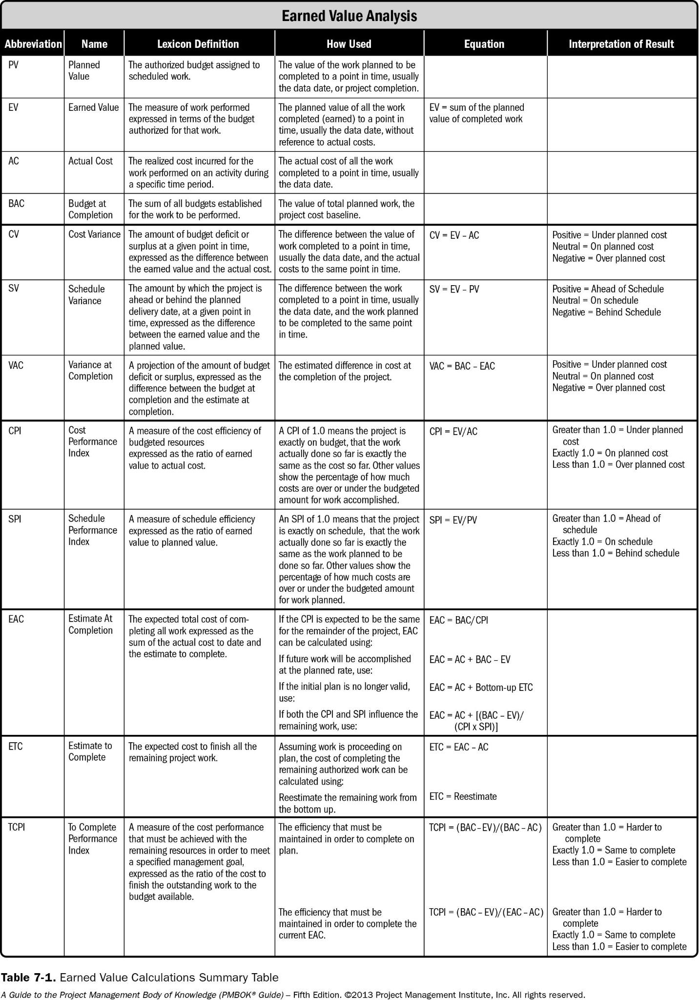 Earned Value Analysis
Abbreviation
Name
Lexicon Definition
How Used
Equation
Interpretation of Result
PV
Planned
Value
The authorized budget assigned to
scheduled work.
The value of the work planned to be
completed to a point in time, usually
the data date, or project completion.
EV
Earned Value
The measure of work performed
expressed in terms of the budget
authorized for that work.
The planned value of all the work
completed (earned) to a point in
time, usually the data date, without
reference to actual costs.
EV = sum of the planned
value of completed work
AC
Actual Cost
The realized cost incurred for the
work performed on an activity during
a specific time period.
The actual cost of all the work
completed to a point in time, usually
the data date.
BAC
Budget at
Completion
The sum of all budgets established
for the work to be performed.
The value of total planned work, the
project cost baseline.
CV
Cost Variance
The amount of budget deficit or
surplus at a given point in time,
expressed as the difference between
the earned value and the actual cost.
The difference between the value of
work completed to a point in time,
usually the data date, and the actual
costs to the same point in time.
CV = EV – AC
Positive = Under planned cost
Neutral = On planned cost
Negative = Over planned cost
SV
Schedule
Variance
The amount by which the project is
ahead or behind the planned
delivery date, at a given point in
time, expressed as the difference
between the earned value and the
planned value.
The difference between the work
completed to a point in time, usually
the data date, and the work planned
to be completed to the same point
in time.
SV = EV – PV
Positive = Ahead of Schedule
Neutral = On schedule
Negative = Behind Schedule
VAC
Variance at
Completion
A projection of the amount of budget
deficit or surplus, expressed as the
difference between the budget at
completion and the estimate at
completion.
The estimated difference in cost at
the completion of the project.
VAC = BAC – EAC
Positive = Under planned cost
Neutral = On planned cost
Negative = Over planned cost
CPI
Cost
Performance
Index
A measure of the cost efficiency of
budgeted resources
expressed as the ratio of earned
value to actual cost.
A CPI of 1.0 means the project is
exactly on budget, that the work
actually done so far is exactly the
same as the cost so far. Other values
show the percentage of how much
costs are over or under the budgeted
amount for work accomplished.
CPI = EV/AC
Greater than 1.0 = Under planned
cost
Exactly 1.0 = On planned cost
Less than 1.0 = Over planned cost
SPI
Schedule
Performance
Index
A measure of schedule efficiency
expressed as the ratio of earned
value to planned value.
An SPI of 1.0 means that the project
is exactly on schedule, that the work
actually done so far is exactly the
same as the work planned to be
done so far. Other values show the
percentage of how much costs are
over or under the budgeted amount
for work planned.
SPI = EV/PV
Greater than 1.0 = Ahead of
schedule
Exactly 1.0 = On schedule
Less than 1.0 = Behind schedule
EAC
Estimate At
Completion
The expected total cost of com-
pleting all work expressed as the
sum of the actual cost to date and
the estimate to complete.
If the CPI is expected to be the same
for the remainder of the project, EAC
can be calculated using:
EAC = BAC/CPI
If future work will be accomplished
at the planned rate, use:
EAC = AC + BAC – EV
If the initial plan is no longer valid,
use:
EAC = AC + Bottom-up ETC
If both the CPI and SPI influence the
remaining work, use:
EAC = AC + [(BAC – EV)/
(CPI x SPI)]
ETC
Estimate to
Complete
The expected cost to finish all the
remaining project work.
Assuming work is proceeding on
plan, the cost of completing the
remaining authorized work can be
calculated using:
ETC = EAC – AC
Reestimate the remaining work from
the bottom up.
ETC = Reestimate
TCPI
To Complete
Performance
Index
A measure of the cost performance
that must be achieved with the
remaining resources in order to meet
a specified management goal,
expressed as the ratio of the cost to
finish the outstanding work to the
budget available.
The efficiency that must be
maintained in order to complete on
plan.
TCPI = (BAC – EV)/(BAC – AC)
Greater than 1.0 = Harder to
complete
Exactly 1.0 = Same to complete
Less than 1.0 = Easier to complete
The efficiency that must be
maintained in order to complete the
current EAC.
TCPI = (BAC – EV)/(EAC – AC)
Greater than 1.0 = Harder to
complete
Exactly 1.0 = Same to complete
Less than 1.0 = Easier to complete
Table 7-1. Earned Value Calculations Summary Table
A Guide to the Project Management Body of Knowledge (PMBOK® Guide) – Fifth Edition. ©2013 Project Management Institute, Inc. All rights reserved.